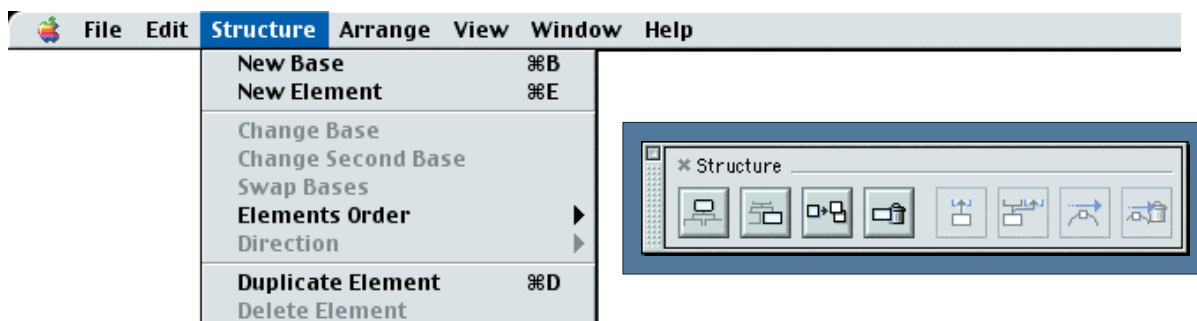 File Edit Structure Arrange View Window Help
New Base ⌘B
New Element ⌘E
Change Base
Change Second Base
Swap Bases
Elements Order
Direction
Duplicate Element ⌘D
Delete Element
Structure